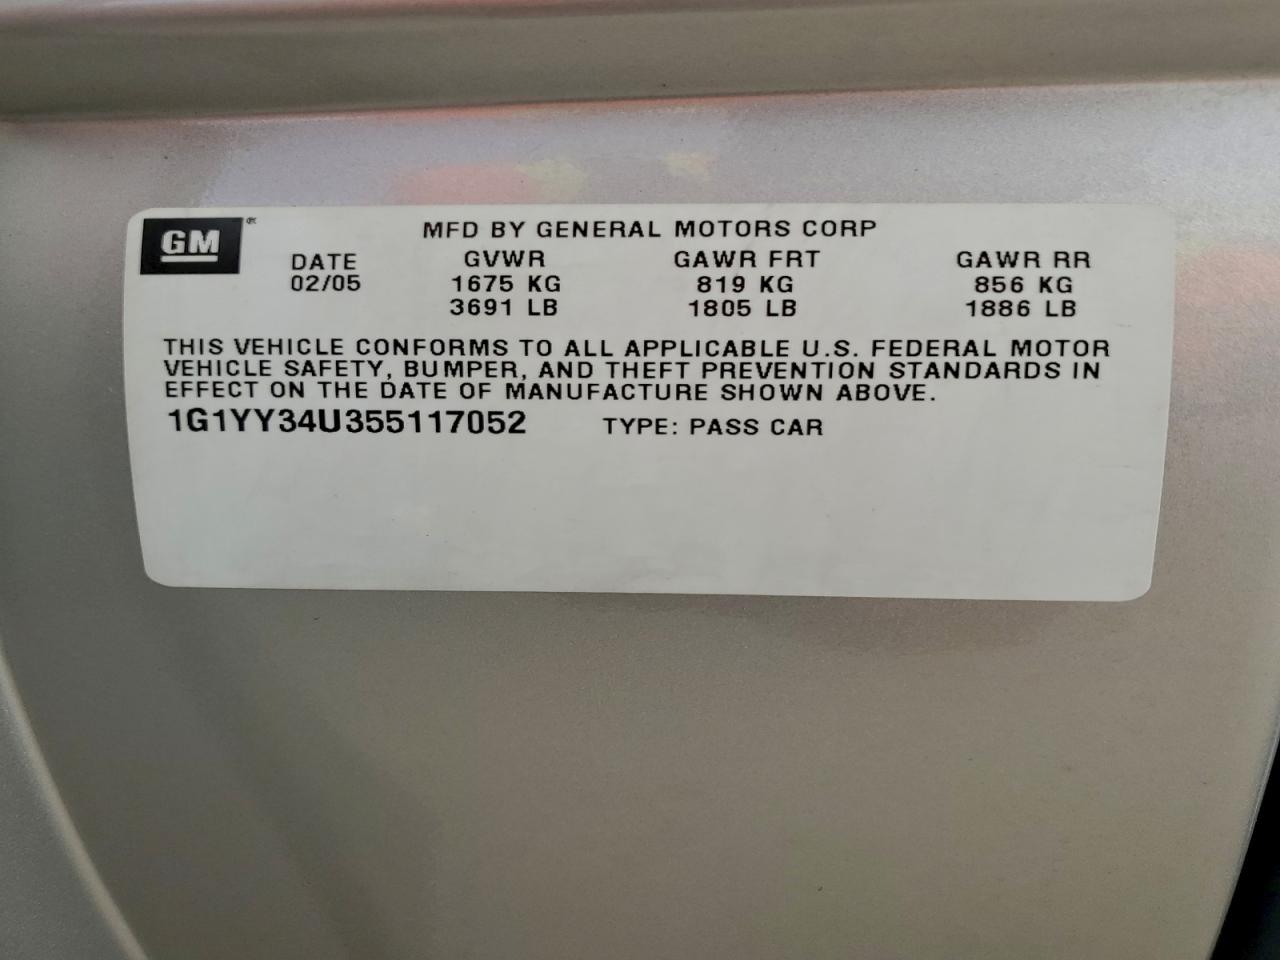 GM®
MFD BY GENERAL MOTORS CORP
DATE GVWR GAWR FRT GAWR RR
02/05 1675 KG 819 KG 856 KG
3691 LB 1805 LB 1886 LB
THIS VEHICLE CONFORMS TO ALL APPLICABLE U.S. FEDERAL MOTOR
VEHICLE SAFETY, BUMPER, AND THEFT PREVENTION STANDARDS IN
EFFECT ON THE DATE OF MANUFACTURE SHOWN ABOVE.
1G1YY34U355117052 TYPE: PASS CAR